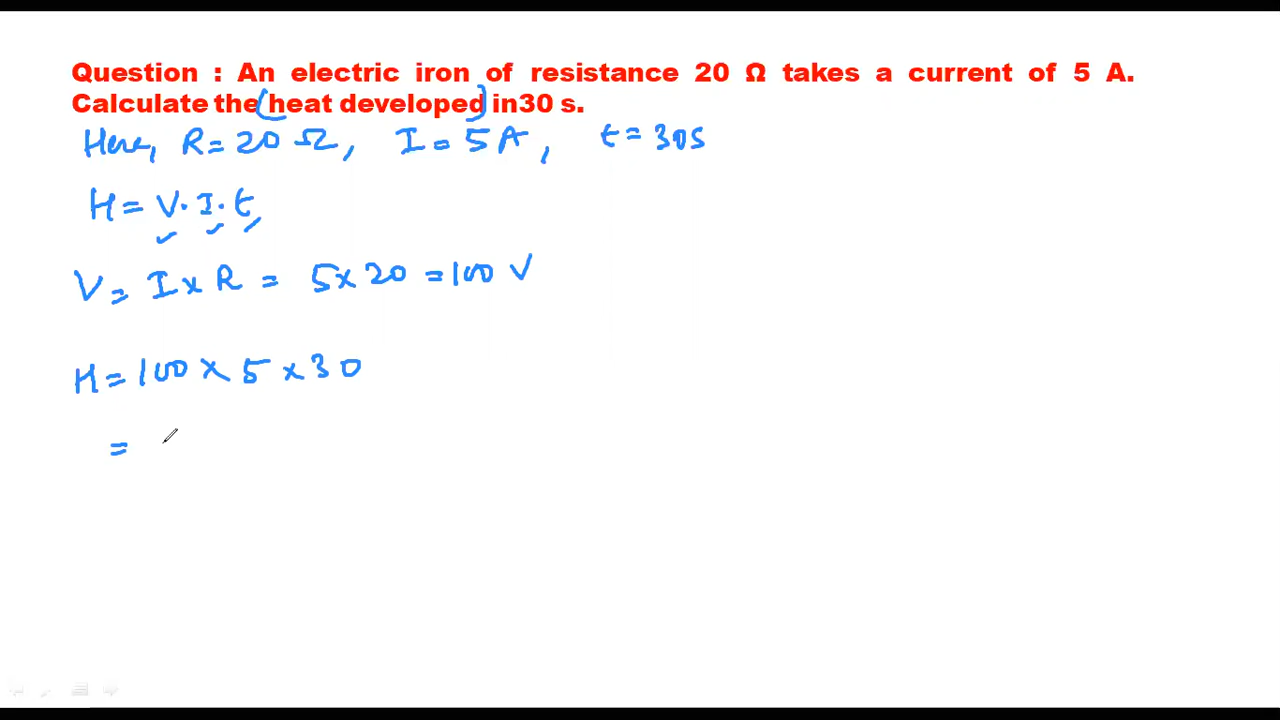 Question : An electric iron of resistance 20 Ω takes a current of 5 A.
Calculate the (heat developed) in30 s.
Here, R = 20 Ω, I = 5 A, t = 30s
H = V. I. t
V = I x R = 5 x 20 = 100 V
H = 100 x 5 x 30
=